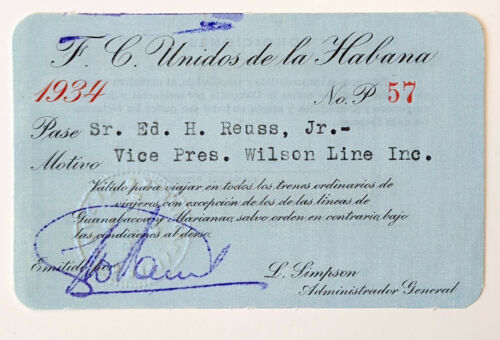 F. C. Unidos de la Habana
1934 No. P 57
Pase Sr. Ed. H. Reuss, Jr.-
Motivo Vice Pres. Wilson Line Inc.
Válido para viajar en todos los trenes ordinarios de
viajeros, con excepción de los de las líneas de
Guanabacoa y Marianao, salvo orden en contrario, bajo
las condiciones al dorso.
Emitido por L. Simpson
Administrador General